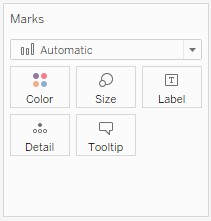 Marks
Automatic
Color Size Label
Detail Tooltip